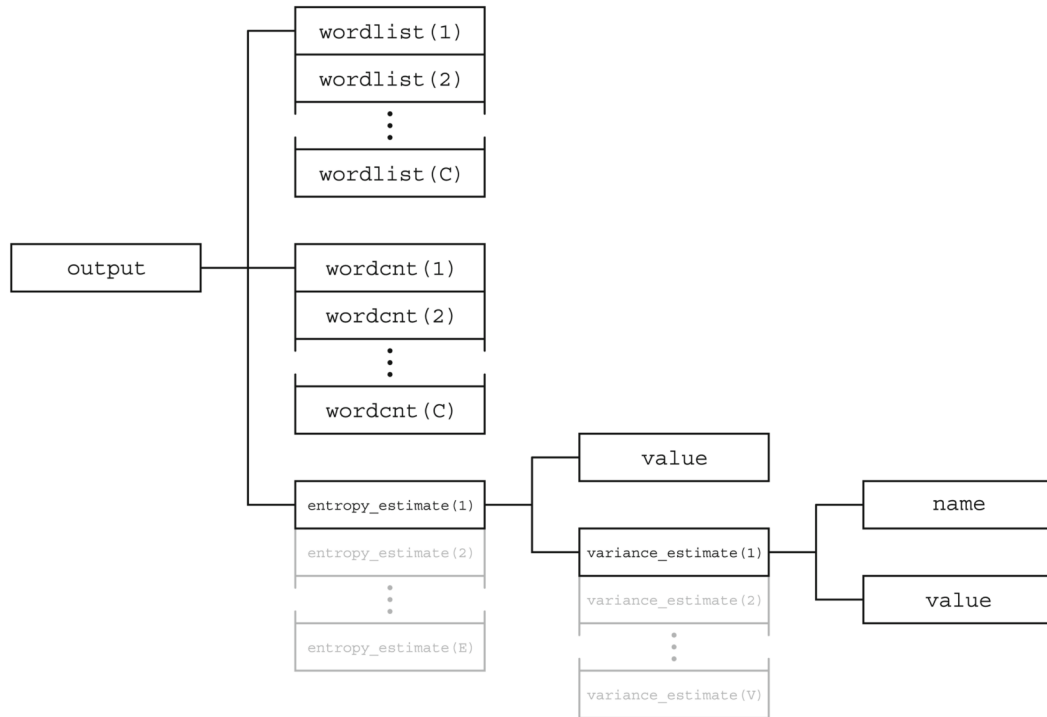 wordlist(1)
wordlist(2)
wordlist(C)
output
wordcnt(1)
wordcnt(2)
wordcnt(C)
value
entropy_estimate(1)
name
entropy_estimate(2)
variance_estimate(1)
variance_estimate(2)
value
entropy_estimate(E)
variance_estimate(V)